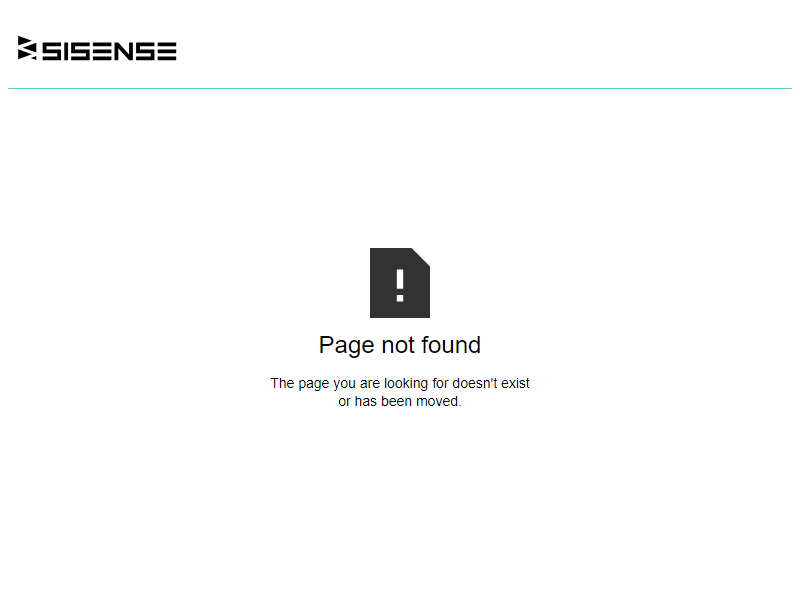 SISENSE
Page not found
The page you are looking for doesn't exist
or has been moved.